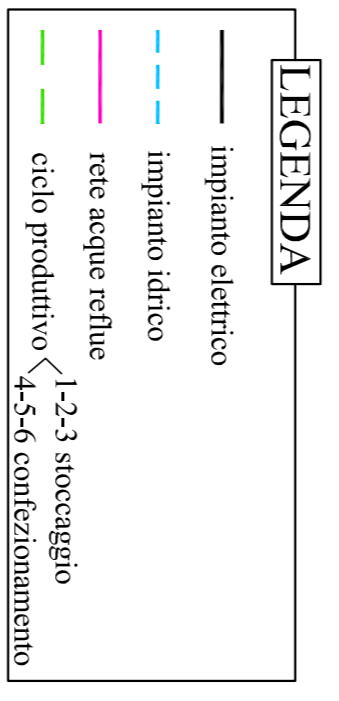 LEGENDA
impianto elettrico
impianto idrico
rete acque reflue
ciclo produttivo
1-2-3 stoccaggio
4-5-6 confezionamento